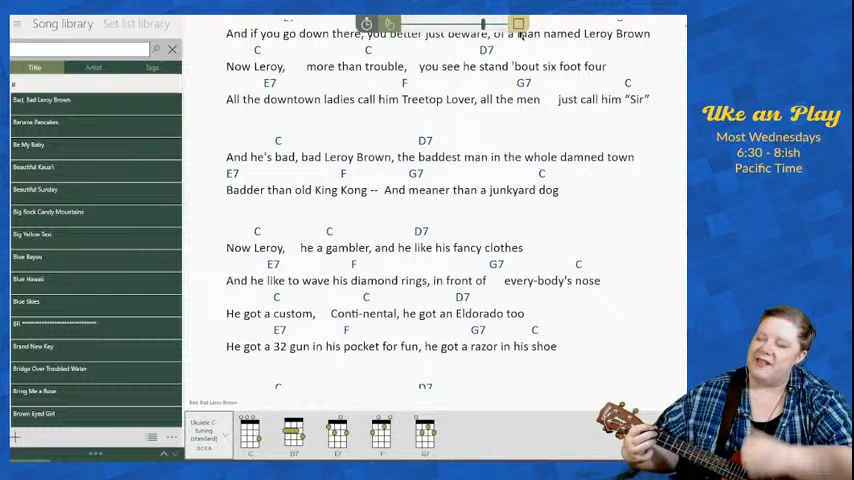 Song library Set list library
And if you go down there, you better just beware, of a man named Leroy Brown
C C D7
Now Leroy, more than trouble, you see he stand 'bout six foot four
E7 F G7 C
All the downtown ladies call him Treetop Lover, all the men just call him “Sir”
C D7
And he's bad, bad Leroy Brown, the baddest man in the whole damned town
E7 F G7 C
Badder than old King Kong -- And meaner than a junkyard dog
C C D7
Now Leroy, he a gambler, and he like his fancy clothes
E7 F G7 C
And he like to wave his diamond rings, in front of every-body's nose
C C D7
He got a custom, Conti-nental, he got an Eldorado too
E7 F G7 C
He got a 32 gun in his pocket for fun, he got a razor in his shoe
C D7
Bad, Bad Leroy Brown
Title Artist Tags
B
Bad, Bad Leroy Brown
Banana Pancakes
Be My Baby
Beautiful Kaua'i
Beautiful Sunday
Big Rock Candy Mountains
Big Yellow Taxi
Blue Bayou
Blue Hawaii
Blue Skies
Brand New Key
Bridge Over Troubled Water
Bring Me a Rose
Brown Eyed Girl
Ukulele C
tuning
(standard)
G C E A
C D7 E7 F G7
Uke an Play
Most Wednesdays
6:30 - 8:ish
Pacific Time